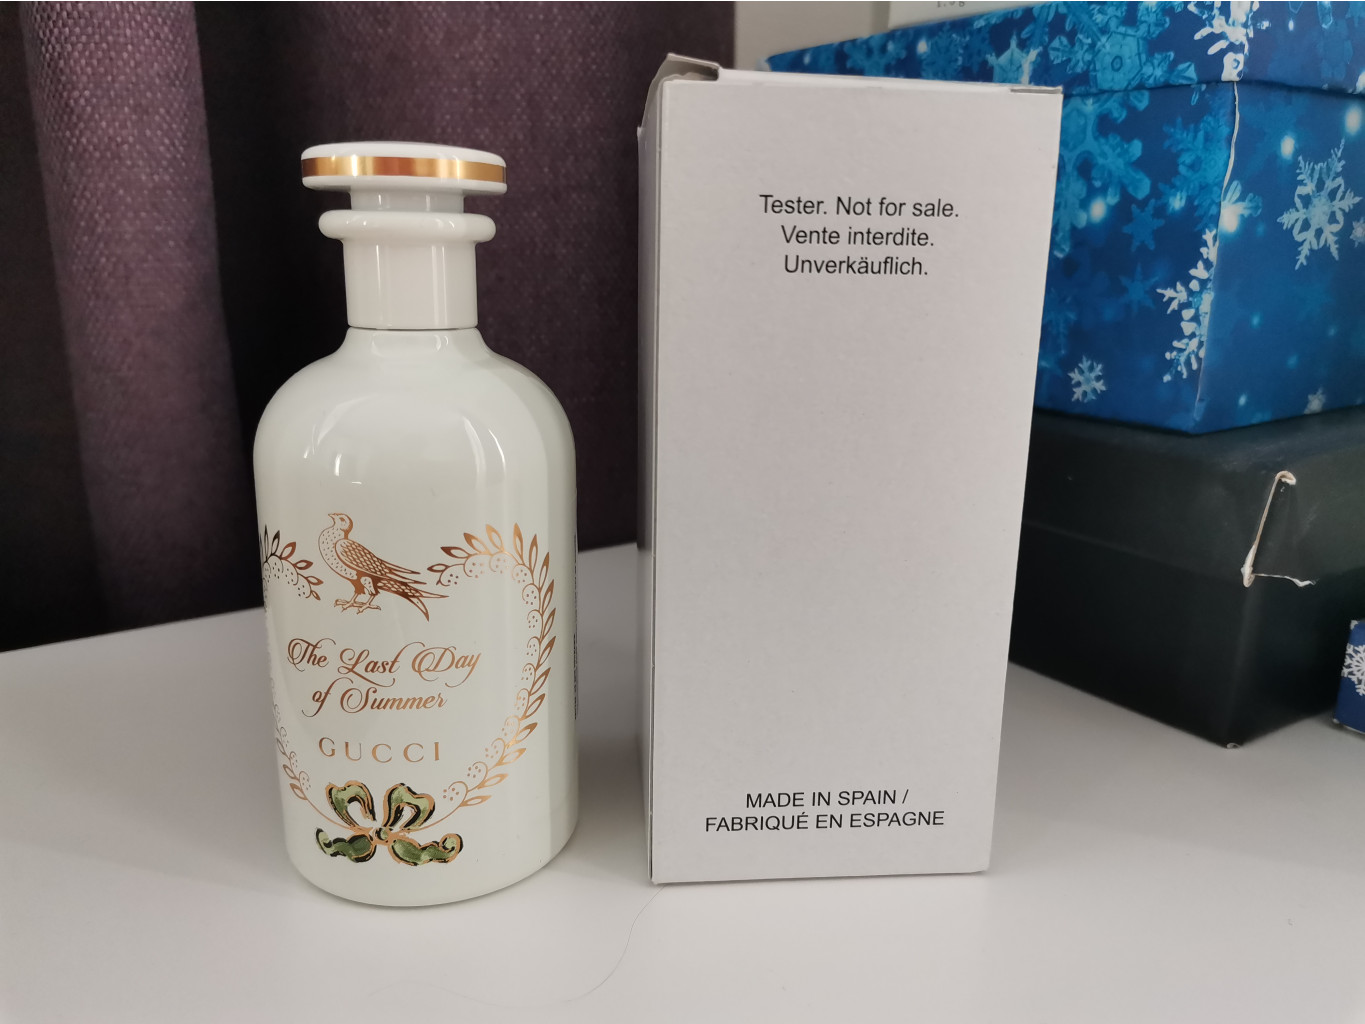 The Last Day
of Summer
GUCCI
Tester. Not for sale.
Vente interdite.
Unverkäuflich.
MADE IN SPAIN /
FABRIQUÉ EN ESPAGNE